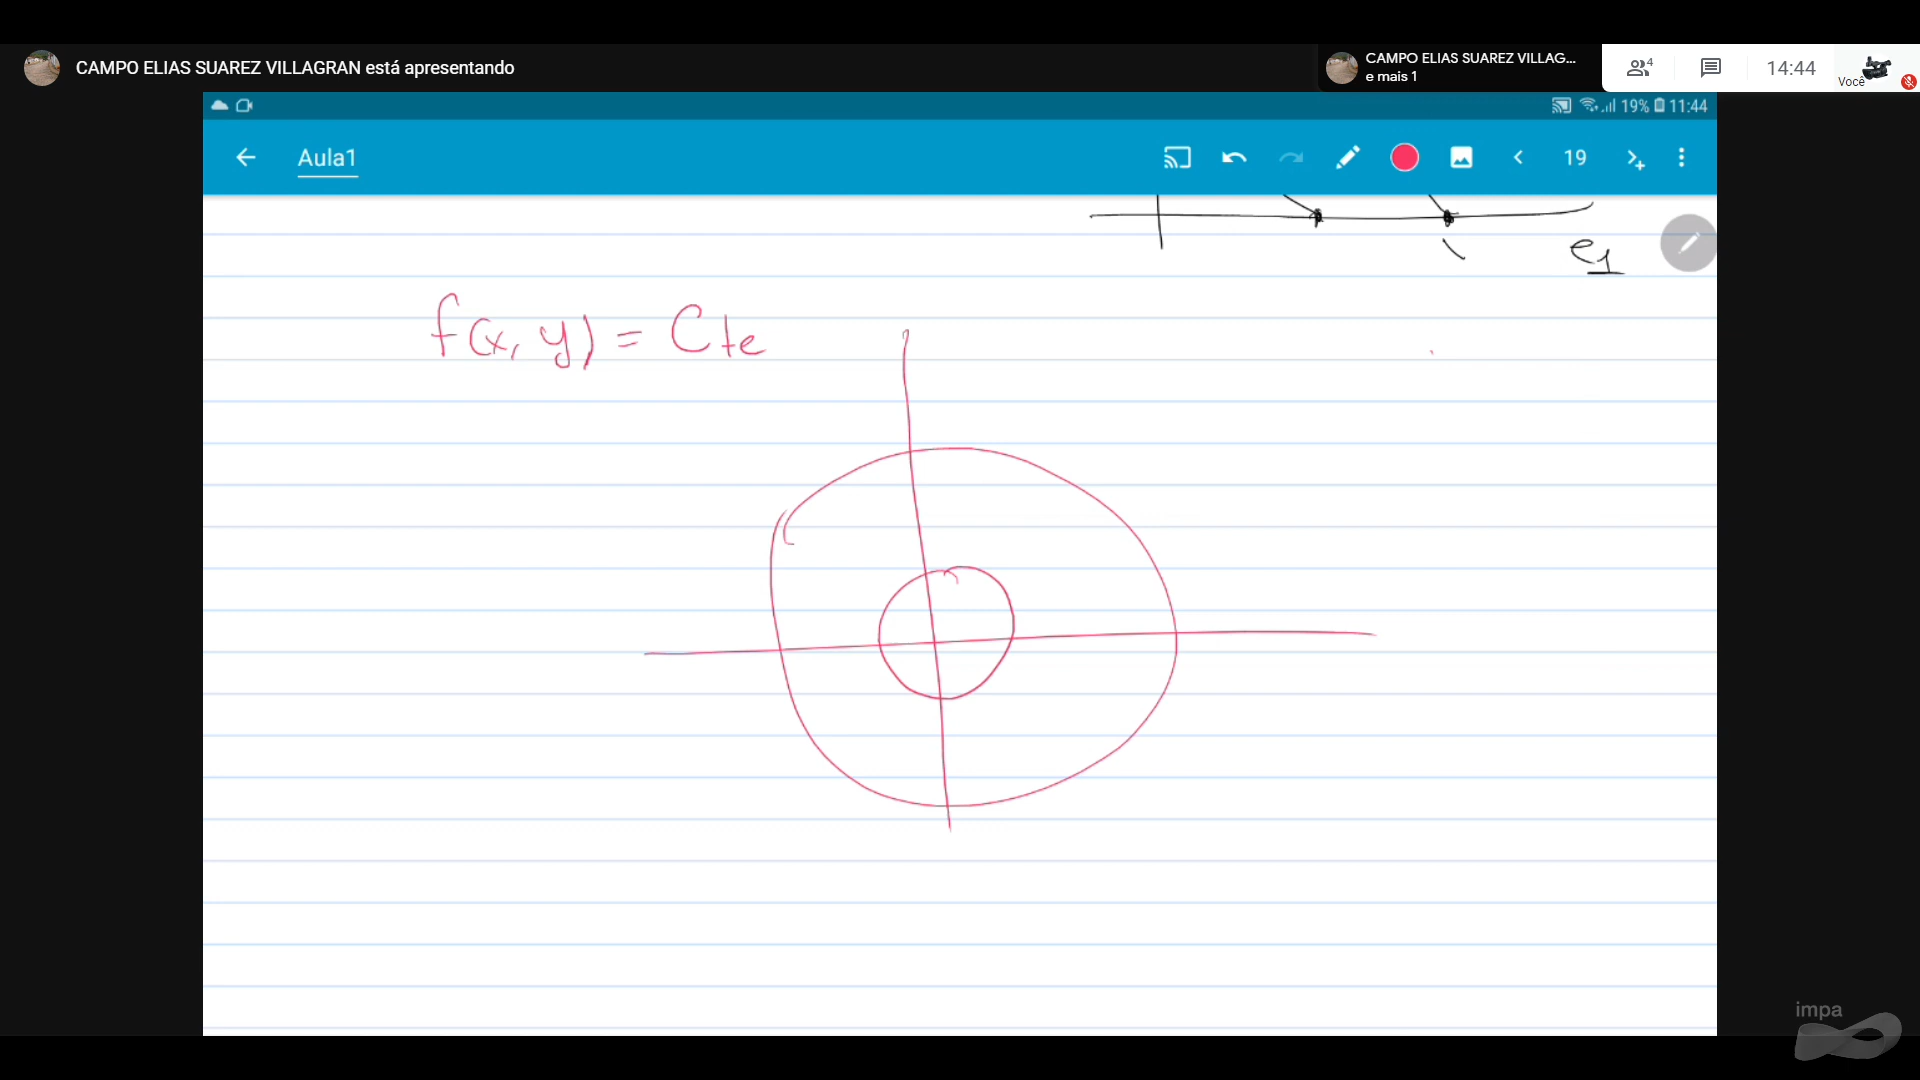 CAMPO ELIAS SUAREZ VILLAGRAN está apresentando
CAMPO ELIAS SUAREZ VILLAG...
e mais 1
4
14:44
Você
19% 11:44
Aula1
19
e1
f(x, y) = Cte
impa